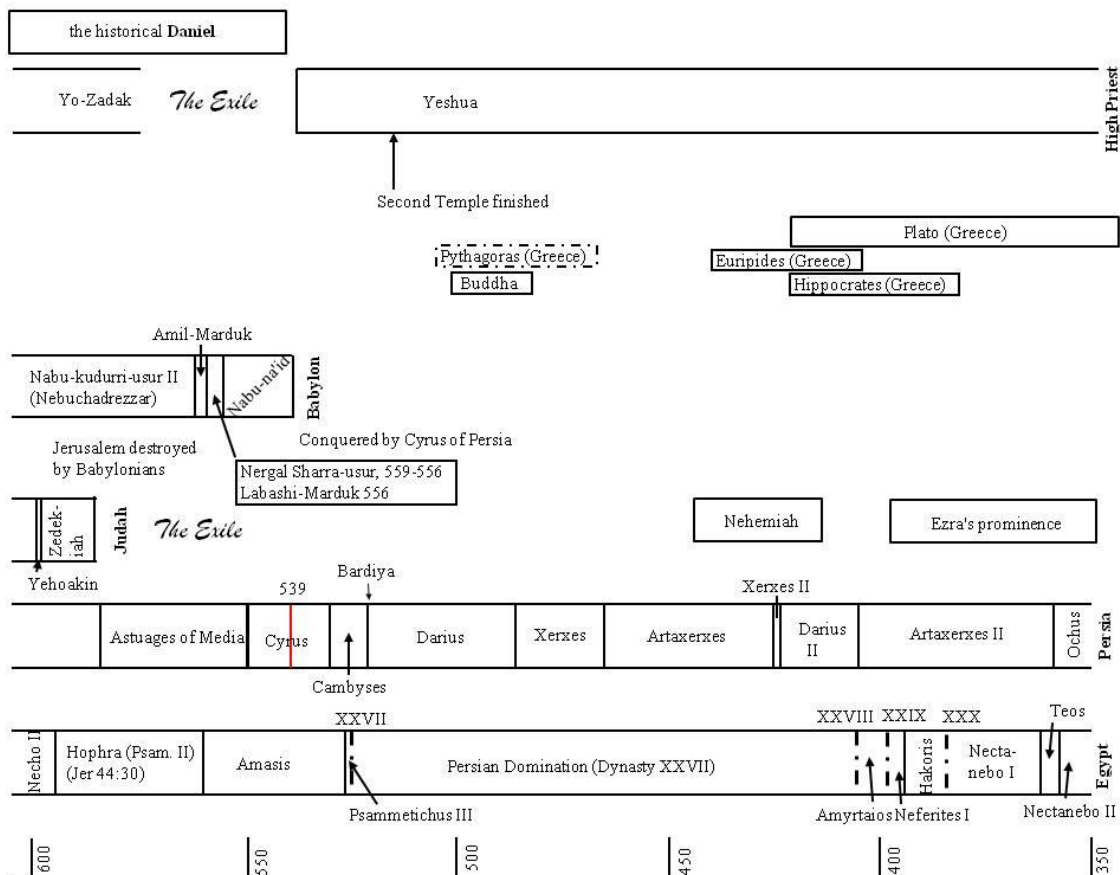 the historical Daniel
Yo-Zadak
The Exile
Yeshua
High Priest
Second Temple finished
Plato (Greece)
Pythagoras (Greece)
Euripides (Greece)
Buddha
Hippocrates (Greece)
Amil-Marduk
Nabu-kudurri-usur II
(Nebuchadrezzar)
Nabu-na'id
Babylon
Jerusalem destroyed
by Babylonians
Conquered by Cyrus of Persia
Nergal Sharra-usur, 559-556
Labashi-Marduk 556
Zedek-
iah
Judah
The Exile
Nehemiah
Ezra's prominence
Yehoakin
539
Bardiya
Xerxes II
Astuages of Media
Cyrus
Darius
Xerxes
Artaxerxes
Darius
II
Artaxerxes II
Ochus
Persia
Cambyses
XXVII
XXVIII
XXIX
XXX
Teos
Necho II
Hophra (Psam. II)
(Jer 44:30)
Amasis
Persian Domination (Dynasty XXVII)
Hakoris
Necta-
nebo I
Egypt
Psammetichus III
Amyrtaios
Neferites I
Nectanebo II
600
550
500
450
400
350